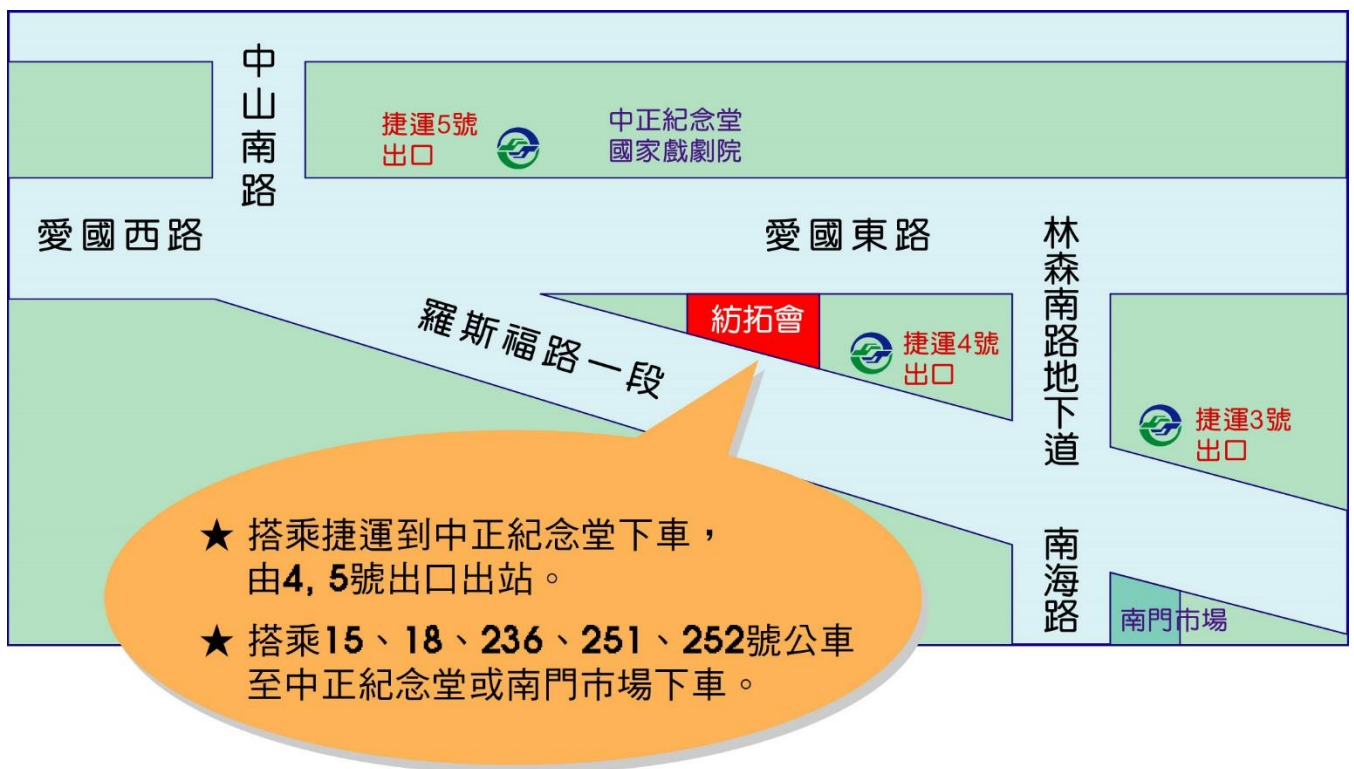 中山南路
捷運5號
出口
中正紀念堂
國家戲劇院
愛國西路
愛國東路
林森南路地下道
羅斯福路一段
紡拓會
捷運4號
出口
捷運3號
出口
南海路
南門市場
★ 搭乘捷運到中正紀念堂下車，
由4, 5號出口出站。
★ 搭乘15、18、236、251、252號公車
至中正紀念堂或南門市場下車。